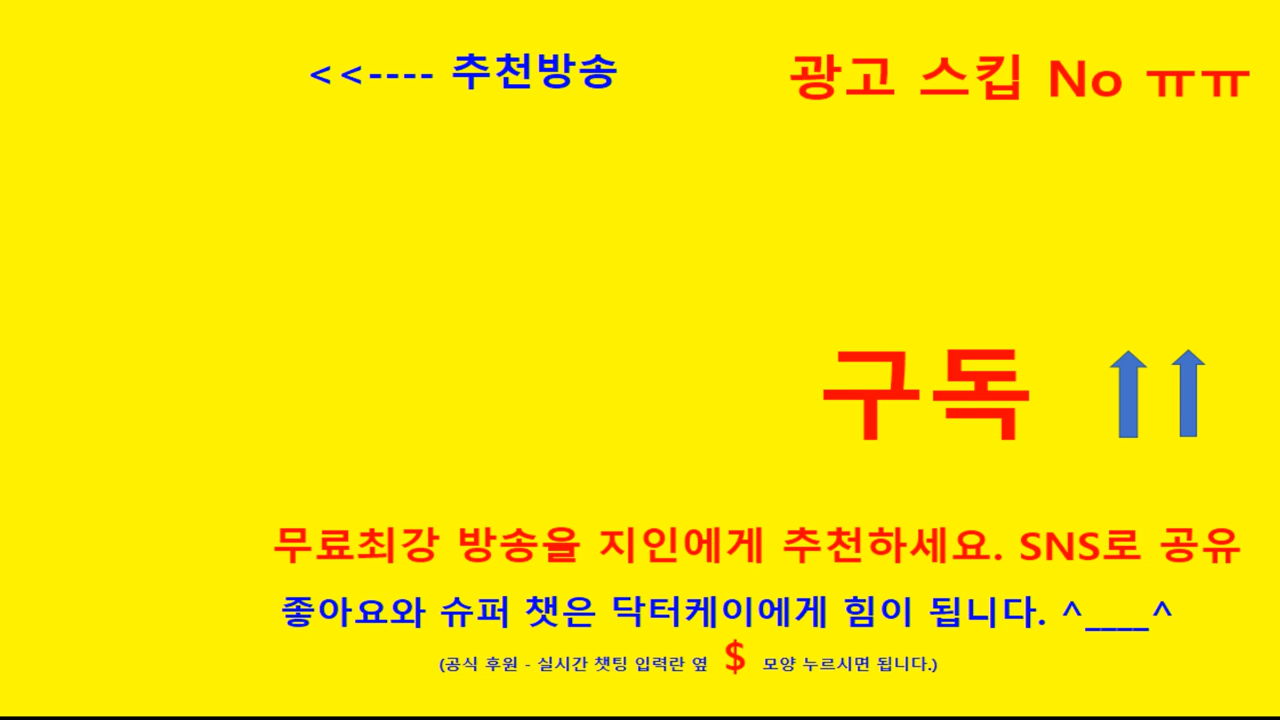 <<---- 추천방송
광고 스킵 No ㅠㅠ
구독
무료최강 방송을 지인에게 추천하세요. SNS로 공유
좋아요와 슈퍼 챗은 닥터케이에게 힘이 됩니다. ^____^
(공식 후원 - 실시간 챗팅 입력란 옆 $ 모양 누르시면 됩니다.)